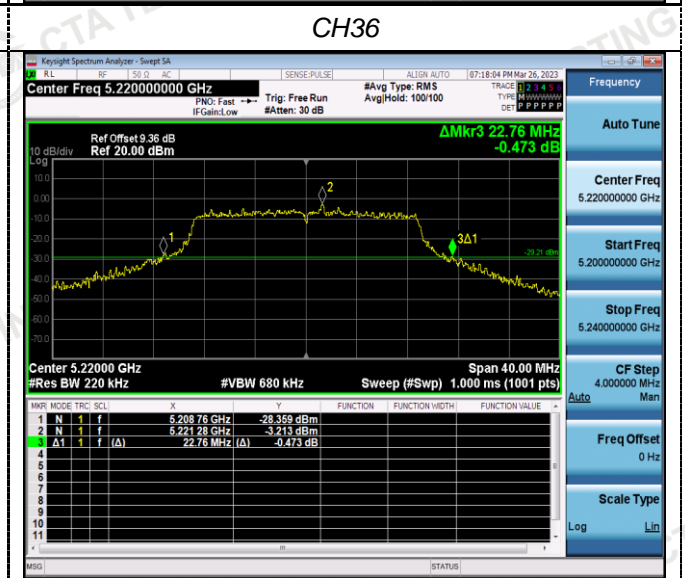 CTA TE
TING
CH36
Keysight Spectrum Analyzer - Swept SA
RL RF 50 Ω AC SENSE:PULSE ALIGN AUTO 07:18:04 PM Mar 26, 2023
Center Freq 5.220000000 GHz #Avg Type: RMS TRACE 1 2 3 4 5 6
PNO: Fast Trig: Free Run Avg|Hold: 100/100 TYPE M WWWWW
IFGain:Low #Atten: 30 dB DET P P P P P P
Frequency
Auto Tune
Ref Offset 9.36 dB ΔMkr3 22.76 MHz
10 dB/div Ref 20.00 dBm -0.473 dB
Log
10.0
0.00
-10.0
-20.0
-30.0
-40.0
-50.0
-60.0
-70.0
1
2
3Δ1
-29.21 dBm
Center 5.22000 GHz Span 40.00 MHz
#Res BW 220 kHz #VBW 680 kHz Sweep (#Swp) 1.000 ms (1001 pts)
MKR MODE TRC SCL X Y FUNCTION FUNCTION WIDTH FUNCTION VALUE
1 N 1 f 5.208 76 GHz -28.359 dBm
2 N 1 f 5.221 28 GHz -3.213 dBm
3 Δ1 1 f (Δ) 22.76 MHz (Δ) -0.473 dB
4
5
6
7
8
9
10
11
Center Freq
5.220000000 GHz
Start Freq
5.200000000 GHz
Stop Freq
5.240000000 GHz
CF Step
4.000000 MHz
Auto Man
Freq Offset
0 Hz
Scale Type
Log Lin
MSG STATUS